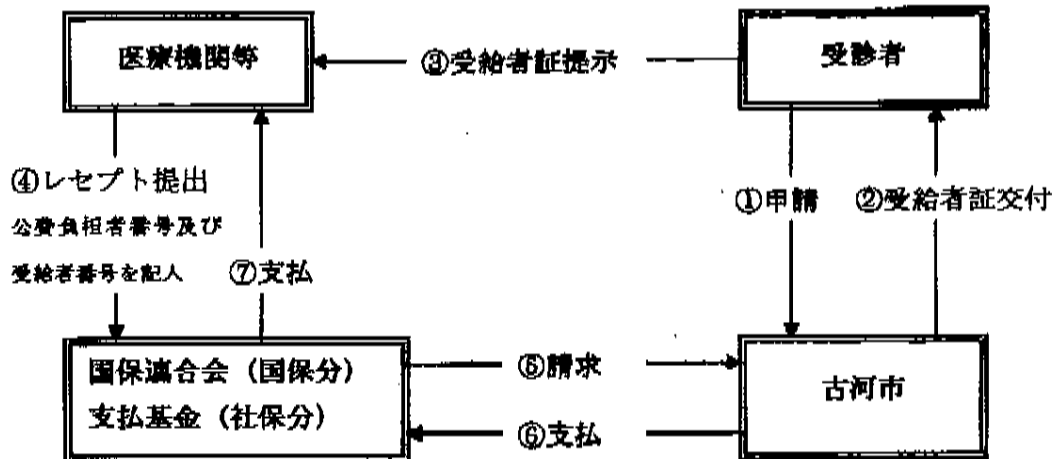 医療機関等
③受給者証提示
受診者
④レセプト提出
公費負担者番号及び
受給者番号を記入
⑦支払
①申請
②受給者証交付
国保連合会(国保分)
支払基金(社保分)
⑤請求
⑥支払
古河市